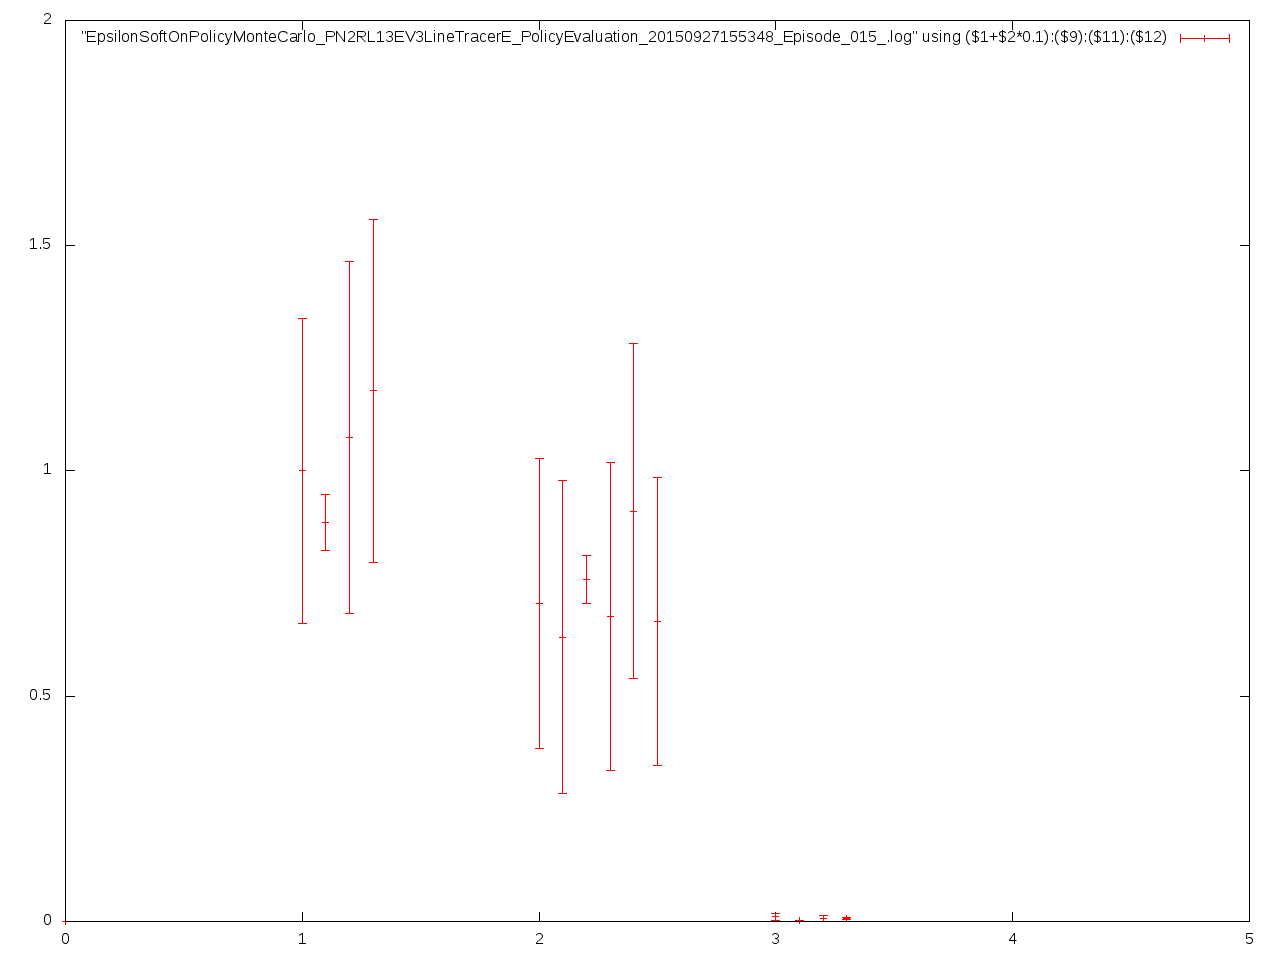 2
"EpsilonSoftOnPolicyMonteCarlo_PN2RL13EV3LineTracerE_PolicyEvaluation_20150927155348_Episode_015_.log" using ($1+$2*0.1):($9):($11):($12)
1.5
1
0.5
0
0 1 2 3 4 5